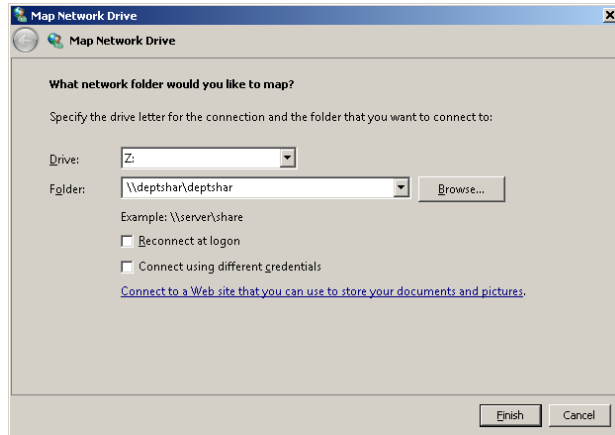 Map Network Drive
Map Network Drive
What network folder would you like to map?
Specify the drive letter for the connection and the folder that you want to connect to:
Drive: Z:
Folder: \\deptshar\deptshar Browse...
Example: \\server\share
Reconnect at logon
Connect using different credentials
Connect to a Web site that you can use to store your documents and pictures.
Finish Cancel